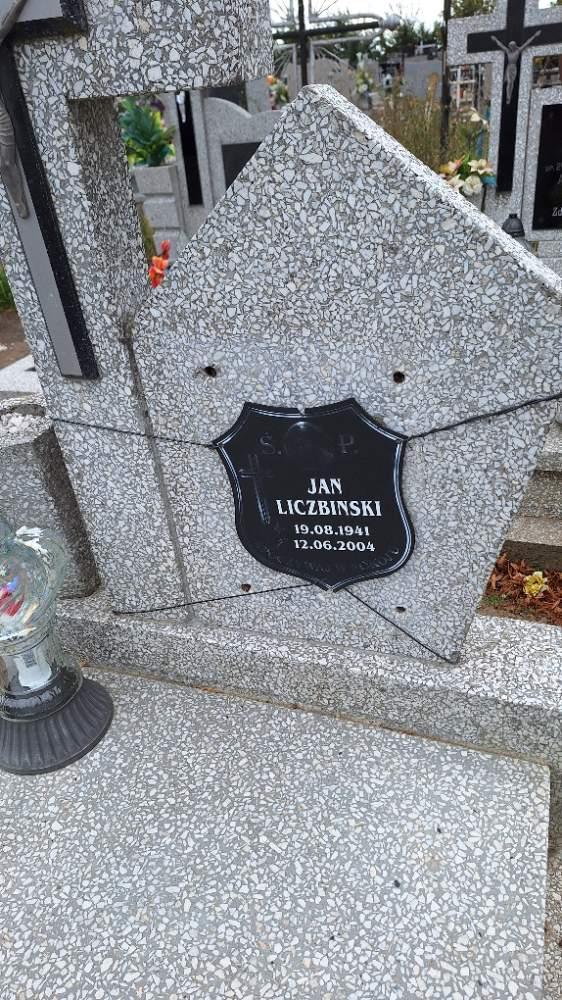 Ś. P.
JAN
LICZBINSKI
19.08.1941
12.06.2004